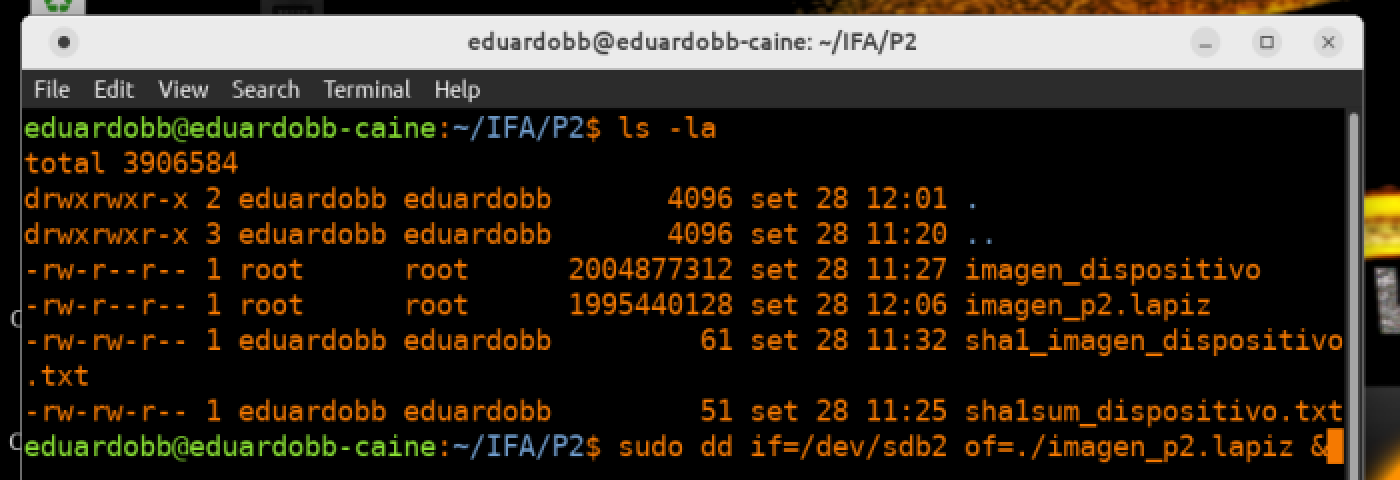 eduardobb@eduardobb-caine: ~/IFA/P2
File Edit View Search Terminal Help
eduardobb@eduardobb-caine:~/IFA/P2$ ls -la
total 3906584
drwxrwxr-x 2 eduardobb eduardobb       4096 set 28 12:01 .
drwxrwxr-x 3 eduardobb eduardobb       4096 set 28 11:20 ..
-rw-r--r-- 1 root      root      2004877312 set 28 11:27 imagen_dispositivo
-rw-r--r-- 1 root      root      1995440128 set 28 12:06 imagen_p2.lapiz
-rw-rw-r-- 1 eduardobb eduardobb         61 set 28 11:32 sha1_imagen_dispositivo
.txt
-rw-rw-r-- 1 eduardobb eduardobb         51 set 28 11:25 sha1sum_dispositivo.txt
eduardobb@eduardobb-caine:~/IFA/P2$ sudo dd if=/dev/sdb2 of=./imagen_p2.lapiz &